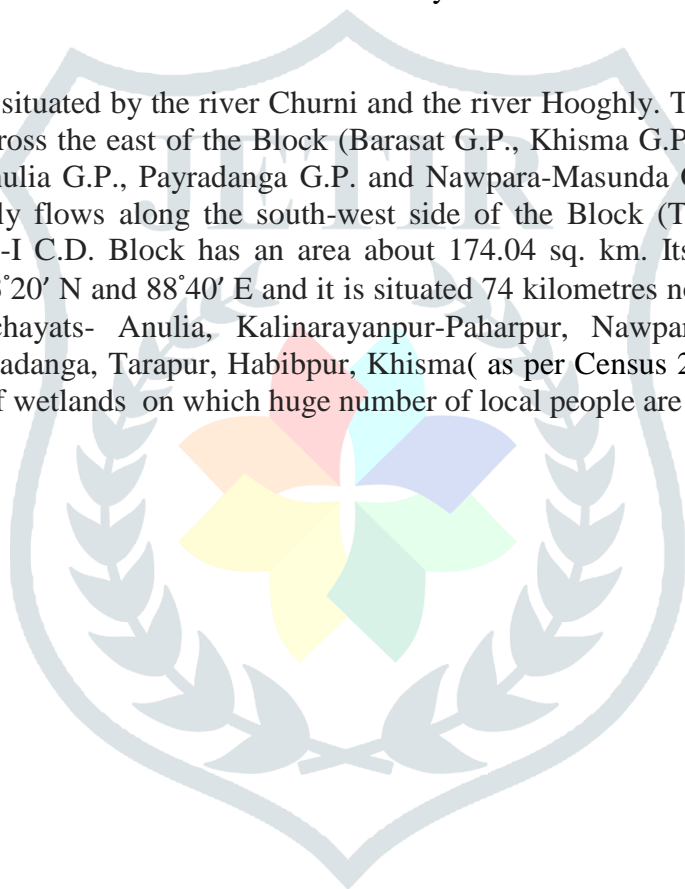 situated by the river Churni and the river Hooghly. T
ross the east of the Block (Barasat G.P., Khisma G.P
ulia G.P., Payradanga G.P. and Nawpara-Masunda
ly flows along the south-west side of the Block (T
-I C.D. Block has an area about 174.04 sq. km. Its
˚20′ N and 88˚40′ E and it is situated 74 kilometres n
chayats- Anulia, Kalinarayanpur-Paharpur, Nawpar
adanga, Tarapur, Habibpur, Khisma( as per Census 2
f wetlands on which huge number of local people are
JETIR